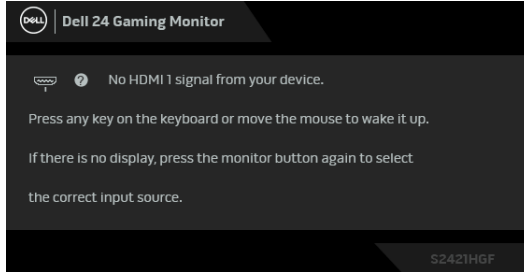 DELL
Dell 24 Gaming Monitor
? No HDMI 1 signal from your device.
Press any key on the keyboard or move the mouse to wake it up.
If there is no display, press the monitor button again to select
the correct input source.
S2421HGF